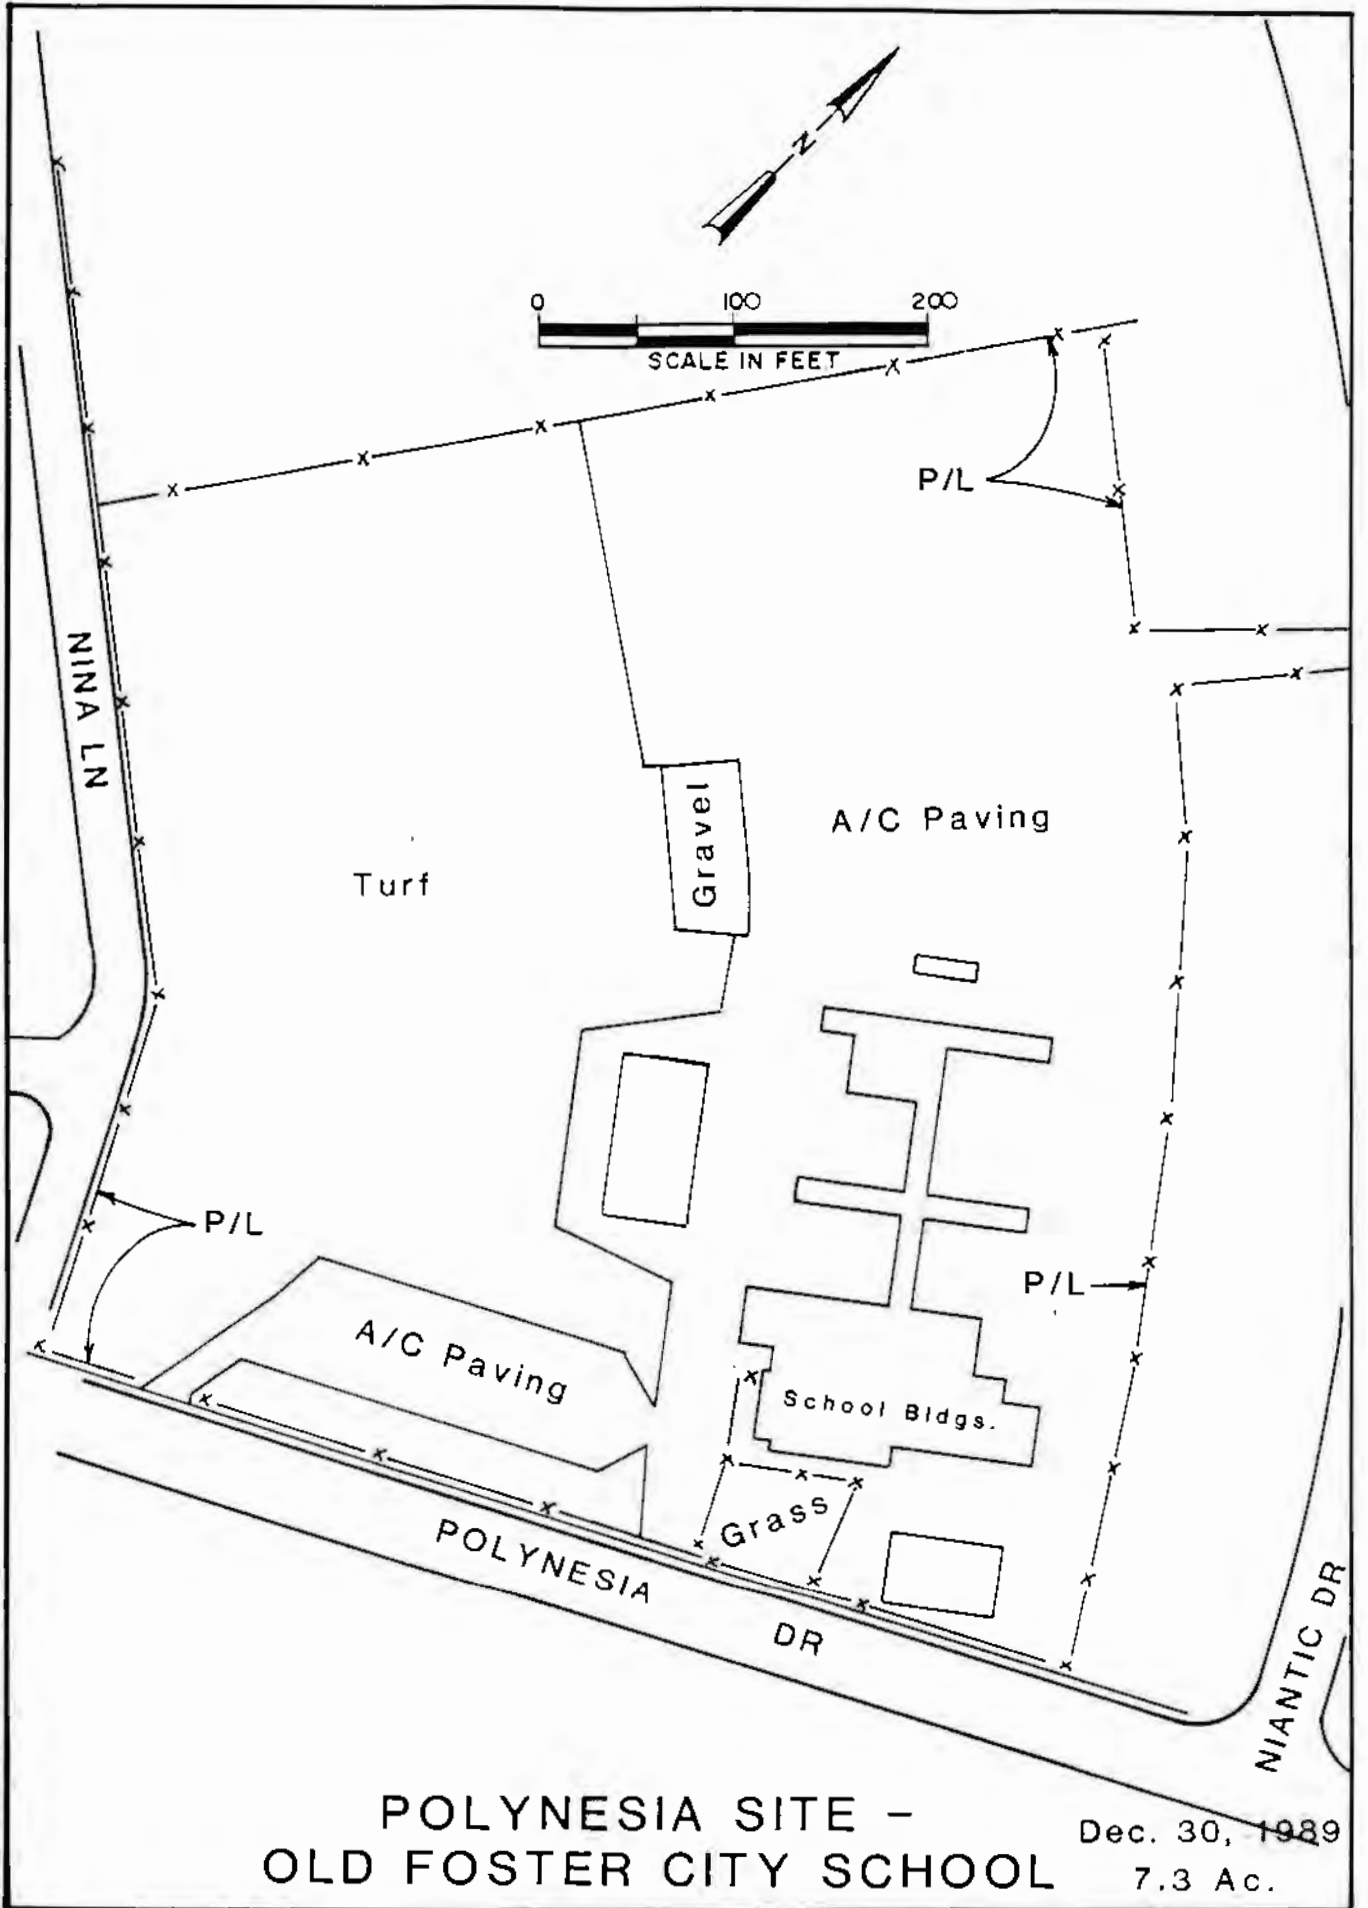 N
0 100 200
SCALE IN FEET
P/L
NINA LN
Gravel
A/C Paving
Turf
P/L
P/L
A/C Paving
School Bldgs.
Grass
POLYNESIA DR
NIANTIC DR
POLYNESIA SITE -
OLD FOSTER CITY SCHOOL
Dec. 30, 1989
7.3 Ac.